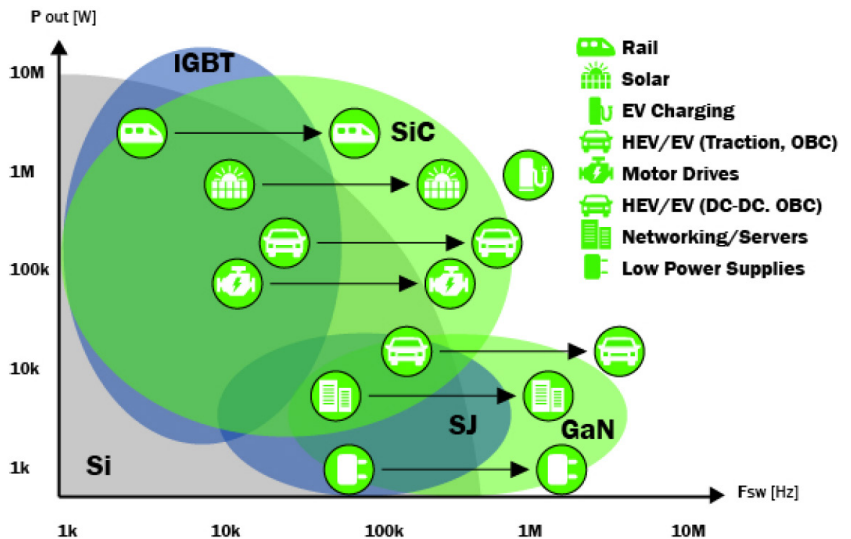 P out [W]
10M
1M
100k
10k
1k
IGBT
SiC
SJ
GaN
Si
Rail
Solar
EV Charging
HEV/EV (Traction, OBC)
Motor Drives
HEV/EV (DC-DC. OBC)
Networking/Servers
Low Power Supplies
Fsw [Hz]
1k
10k
100k
1M
10M